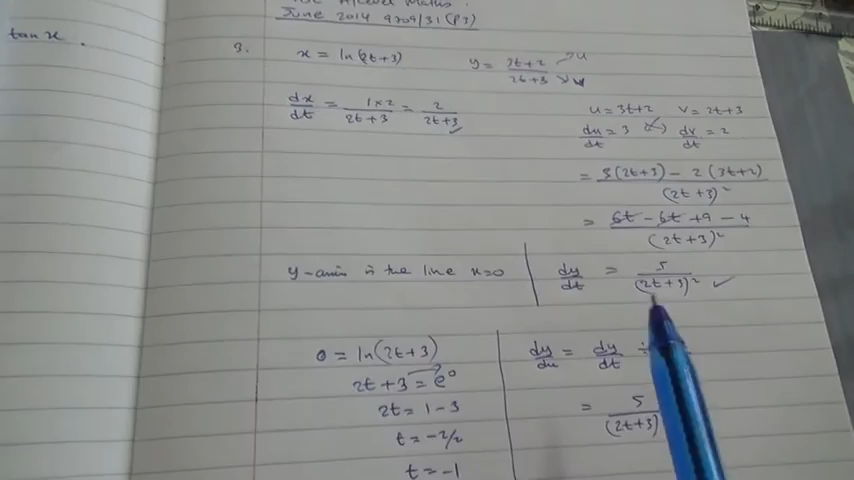 tan x .
June 2014 9709/31 (P3)
3. x = ln(2t+3) y = 3t+2 / 2t+3 → u → v
dx/dt = 1×2 / 2t+3 = 2 / 2t+3 ✓
u = 3t+2 v = 2t+3
du/dt = 3 dv/dt = 2
= 3(2t+3) - 2(3t+2) / (2t+3)²
= 6t - 6t + 9 - 4 / (2t+3)²
y-axis is the line x=0
dy/dt = 5 / (2t+3)² ✓
0 = ln(2t+3)
2t+3 = e⁰
2t = 1-3
t = -2/2
t = -1
dy/dx = dy/dt ÷
= 5 / (2t+3)